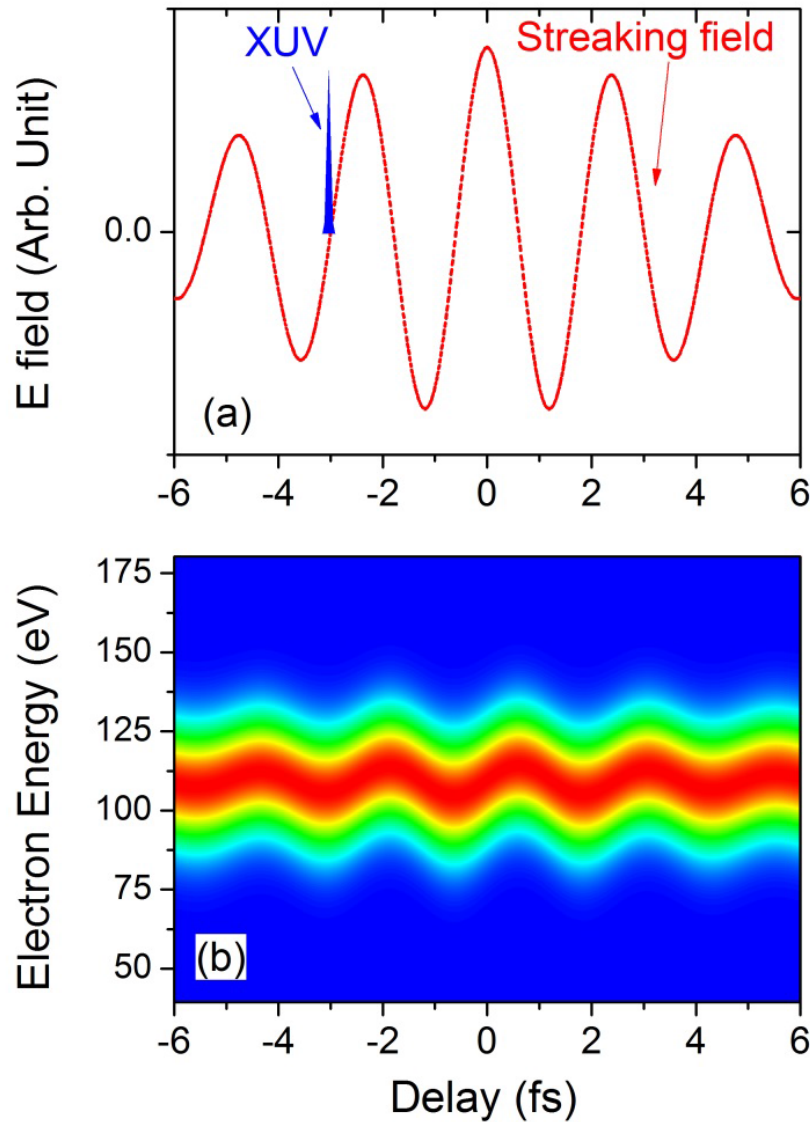 XUV
Streaking field
E field (Arb. Unit)
0.0
(a)
-6 -4 -2 0 2 4 6
Electron Energy (eV)
175
150
125
100
75
50
(b)
-6 -4 -2 0 2 4 6
Delay (fs)